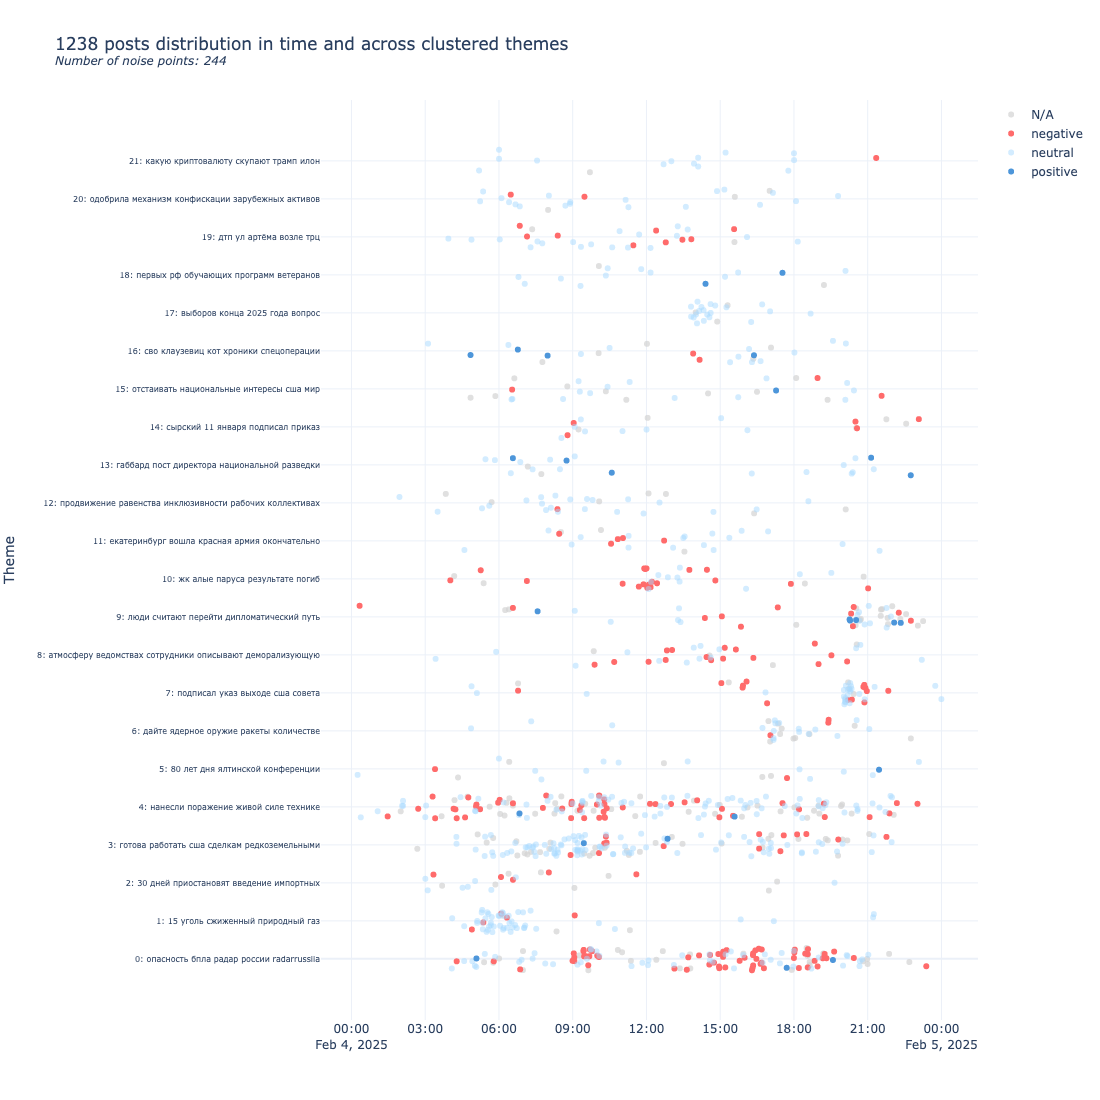 1238 posts distribution in time and across clustered themes
Number of noise points: 244
N/A
negative
neutral
positive
Theme
21: какую криптовалюту скупают трамп илон
20: одобрила механизм конфискации зарубежных активов
19: дтп ул артёма возле трц
18: первых рф обучающих программ ветеранов
17: выборов конца 2025 года вопрос
16: сво клаузевиц кот хроники спецоперации
15: отстаивать национальные интересы сша мир
14: сырский 11 января подписал приказ
13: габбард пост директора национальной разведки
12: продвижение равенства инклюзивности рабочих коллективах
11: екатеринбург вошла красная армия окончательно
10: жк алые паруса результате погиб
9: люди считают перейти дипломатический путь
8: атмосферу ведомствах сотрудники описывают деморализующую
7: подписал указ выходе сша совета
6: дайте ядерное оружие ракеты количестве
5: 80 лет дня ялтинской конференции
4: нанесли поражение живой силе технике
3: готова работать сша сделкам редкоземельными
2: 30 дней приостановят введение импортных
1: 15 уголь сжиженный природный газ
0: опасность бпла радар россии radarrussiia
00:00 03:00 06:00 09:00 12:00 15:00 18:00 21:00 00:00
Feb 4, 2025 Feb 5, 2025